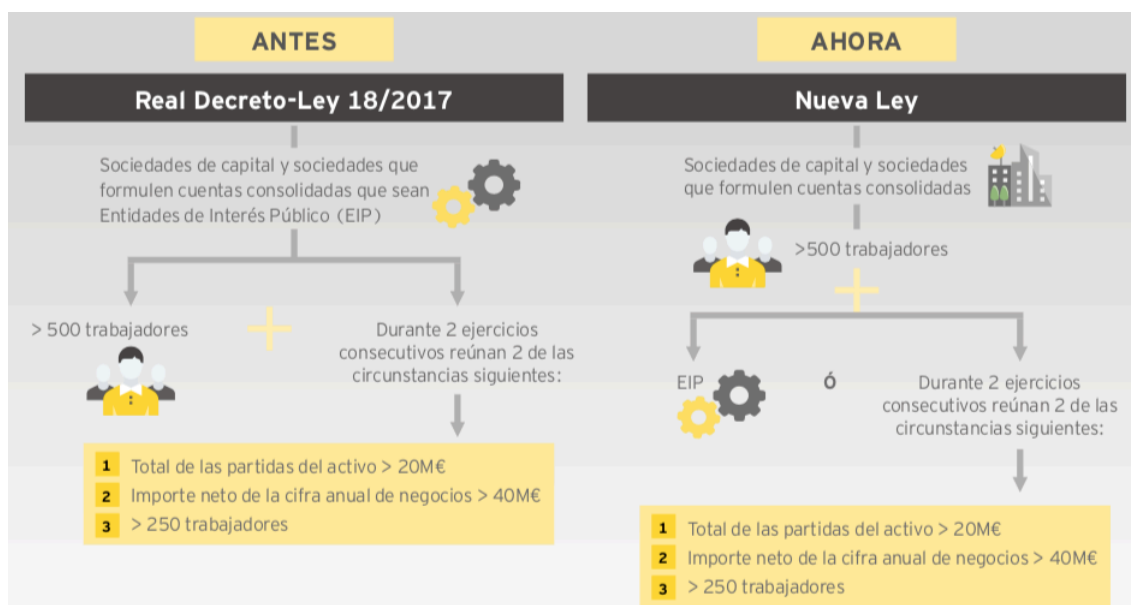 ANTES
Real Decreto-Ley 18/2017
Sociedades de capital y sociedades que
formulen cuentas consolidadas que sean
Entidades de Interés Público (EIP)
> 500 trabajadores
+
Durante 2 ejercicios
consecutivos reúnan 2 de las
circunstancias siguientes:
1 Total de las partidas del activo > 20M€
2 Importe neto de la cifra anual de negocios > 40M€
3 > 250 trabajadores
AHORA
Nueva Ley
Sociedades de capital y sociedades
que formulen cuentas consolidadas
>500 trabajadores
+
EIP
Ó
Durante 2 ejercicios
consecutivos reúnan 2 de las
circunstancias siguientes:
1 Total de las partidas del activo > 20M€
2 Importe neto de la cifra anual de negocios > 40M€
3 > 250 trabajadores